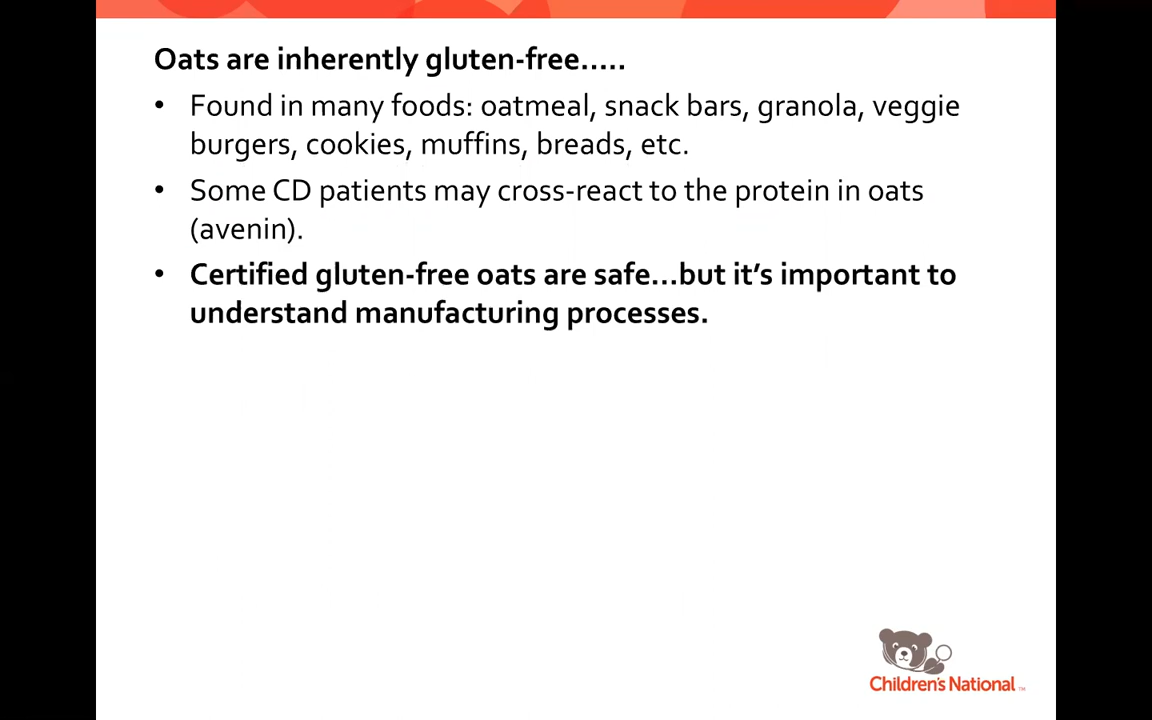 Oats are inherently gluten-free.....
• Found in many foods: oatmeal, snack bars, granola, veggie
burgers, cookies, muffins, breads, etc.
• Some CD patients may cross-react to the protein in oats
(avenin).
• Certified gluten-free oats are safe...but it's important to
understand manufacturing processes.
Children's National ™